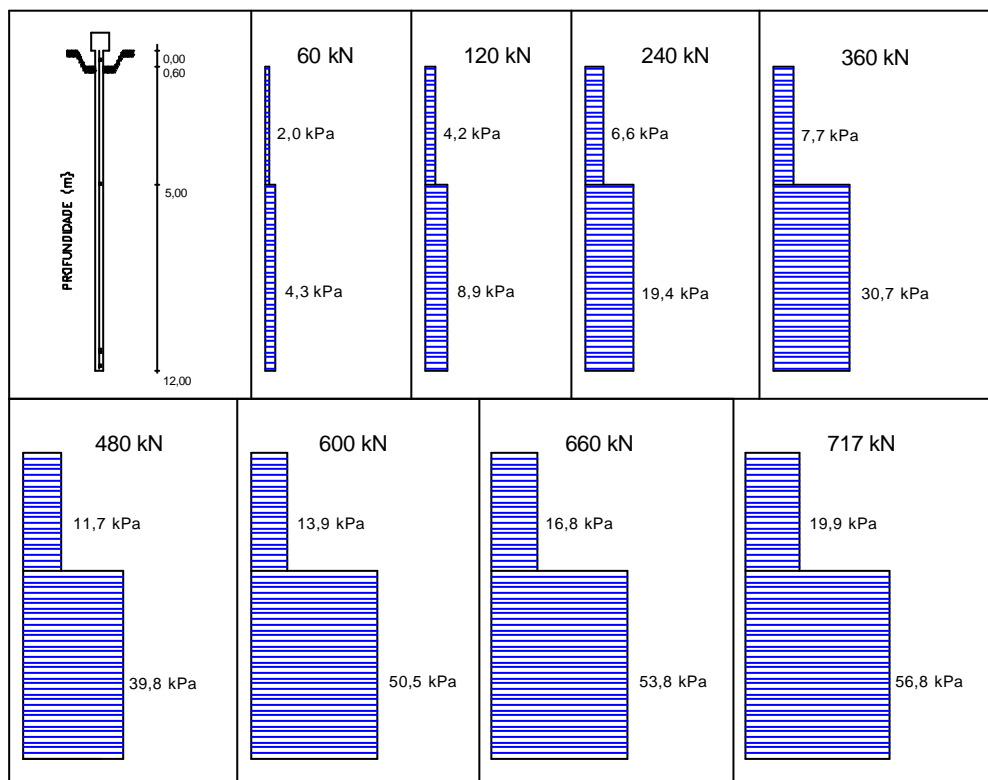 0,00
0,60
5,00
12,00
PROFUNDIDADE (m)
60 kN
2,0 kPa
4,3 kPa
120 kN
4,2 kPa
8,9 kPa
240 kN
6,6 kPa
19,4 kPa
360 kN
7,7 kPa
30,7 kPa
480 kN
11,7 kPa
39,8 kPa
600 kN
13,9 kPa
50,5 kPa
660 kN
16,8 kPa
53,8 kPa
717 kN
19,9 kPa
56,8 kPa